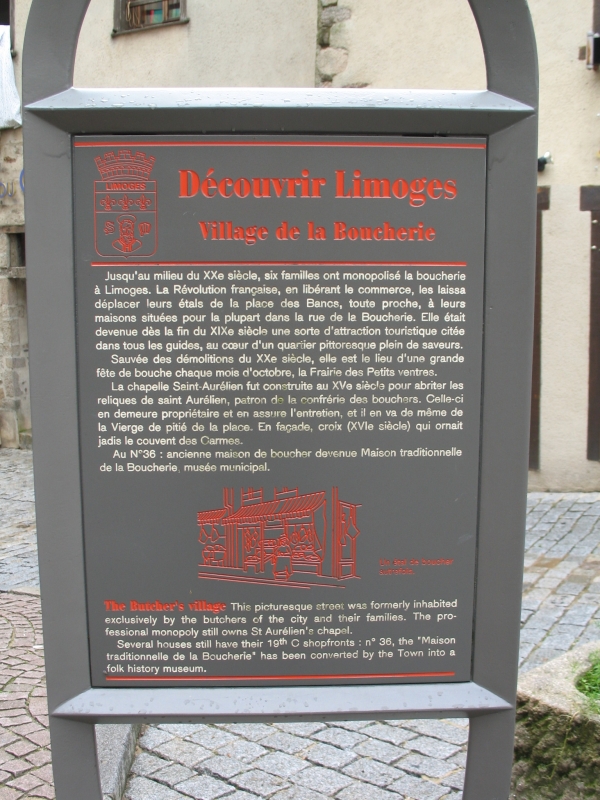 LIMOGES
Découvrir Limoges
Village de la Boucherie
Jusqu'au milieu du XXe siècle, six familles ont monopolisé la boucherie
à Limoges. La Révolution française, en libérant le commerce, les laissa
déplacer leurs étals de la place des Bancs, toute proche, à leurs
maisons situées pour la plupart dans la rue de la Boucherie. Elle était
devenue dès la fin du XIXe siècle une sorte d'attraction touristique citée
dans tous les guides, au cœur d'un quartier pittoresque plein de saveurs.
Sauvée des démolitions du XXe siècle, elle est le lieu d'une grande
fête de bouche chaque mois d'octobre, la Frairie des Petits ventres.
La chapelle Saint-Aurélien fut construite au XVe siècle pour abriter les
reliques de saint Aurélien, patron de la confrérie des bouchers. Celle-ci
en demeure propriétaire et en assure l'entretien, et il en va de même de
la Vierge de pitié de la place. En façade, croix (XVIe siècle) qui ornait
jadis le couvent des Carmes.
Au N°36 : ancienne maison de boucher devenue Maison traditionnelle
de la Boucherie, musée municipal.
Un étal de boucher
autrefois
The Butcher's village This picturesque street was formerly inhabited
exclusively by the butchers of the city and their families. The pro-
fessional monopoly still owns St Aurélien's chapel.
Several houses still have their 19th C shopfronts : n° 36, the "Maison
traditionnelle de la Boucherie" has been converted by the Town into a
folk history museum.